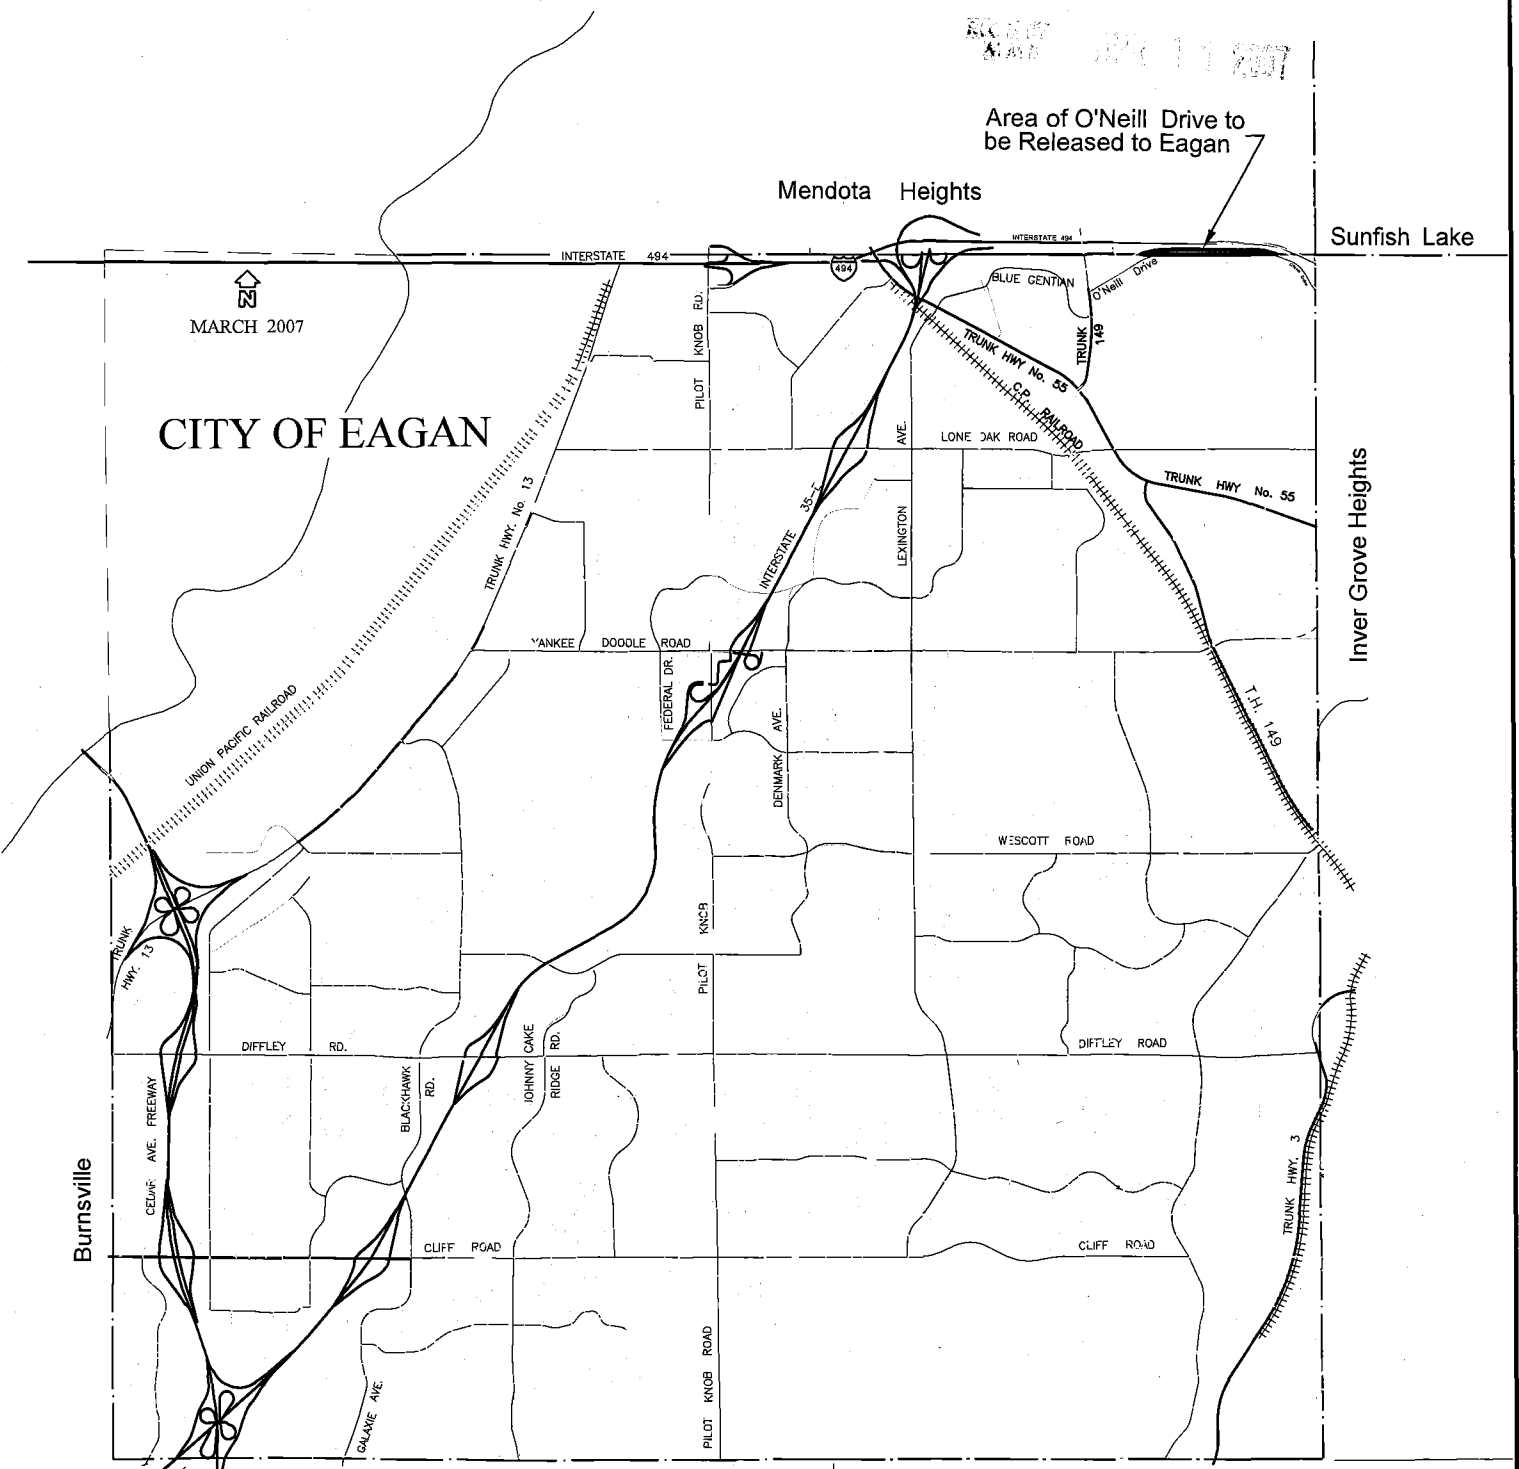 2007
Area of O'Neill Drive to
be Released to Eagan
Mendota Heights
Sunfish Lake
INTERSTATE 494
INTERSTATE 494
494
N
MARCH 2007
CITY OF EAGAN
BLUE GENTIAN
O'Neill Drive
TRUNK
149
PILOT KNOB RD.
TRUNK HWY No. 55
C.P. RAILROAD
LONE OAK ROAD
TRUNK HWY No. 55
TRUNK HWY. No. 13
INTERSTATE 35-E
LEXINGTON AVE.
Inver Grove Heights
YANKEE DOODLE ROAD
FEDERAL DR.
DENMARK AVE.
UNION PACIFIC RAILROAD
T.H. 149
WESCOTT ROAD
TRUNK
HWY. 13
PILOT KNOB
DIFFLEY RD.
DIFFLEY ROAD
BLACKHAWK
RD.
JOHNNY CAKE
RIDGE RD.
CEDAR AVE. FREEWAY
Burnsville
TRUNK HWY. 3
CLIFF ROAD
CLIFF ROAD
GALAXIE AVE.
PILOT KNOB ROAD